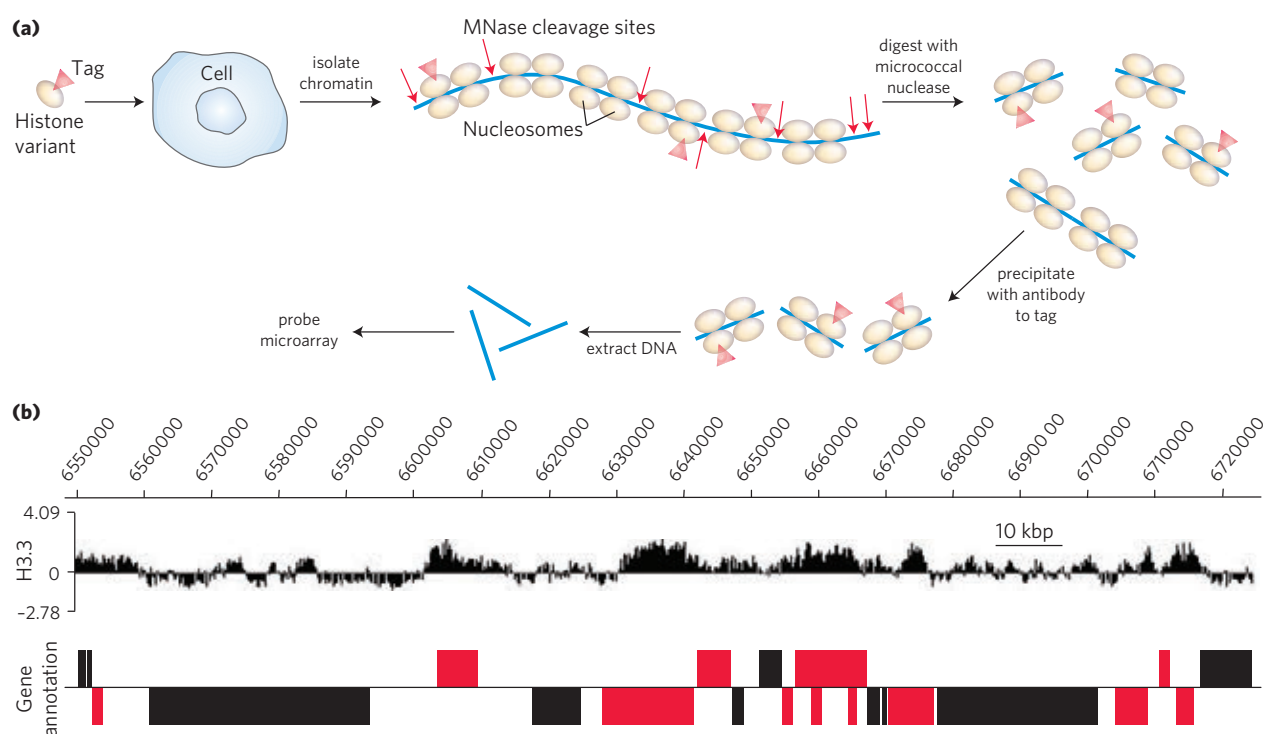 (a)
MNase cleavage sites
Tag
Histone
variant
Cell
isolate
chromatin
Nucleosomes
digest with
micrococcal
nuclease
precipitate
with antibody
to tag
extract DNA
probe
microarray
(b)
6550000
6560000
6570000
6580000
6590000
6600000
6610000
6620000
6630000
6640000
6650000
6660000
6670000
6680000
66900 00
6700000
6710000
6720000
4.09
H3.3
0
−2.78
10 kbp
Gene
annotation